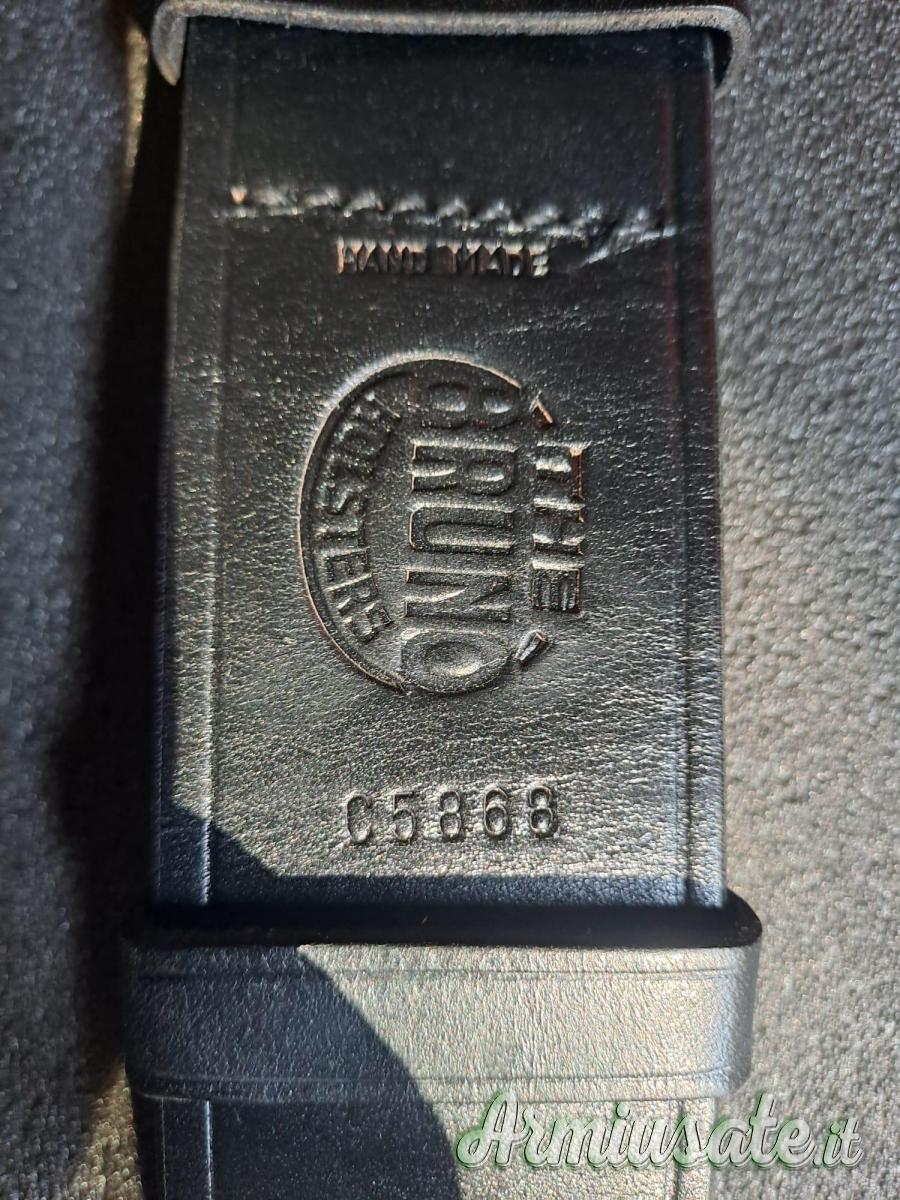 HAND MADE
THE
BRUNO
HOLSTERS
C5868
Armiusate.it